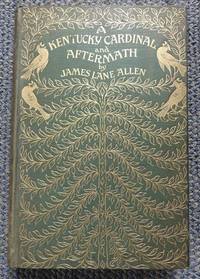 A
KENTUCKY CARDINAL
and
AFTERMATH
by
JAMES LANE ALLEN